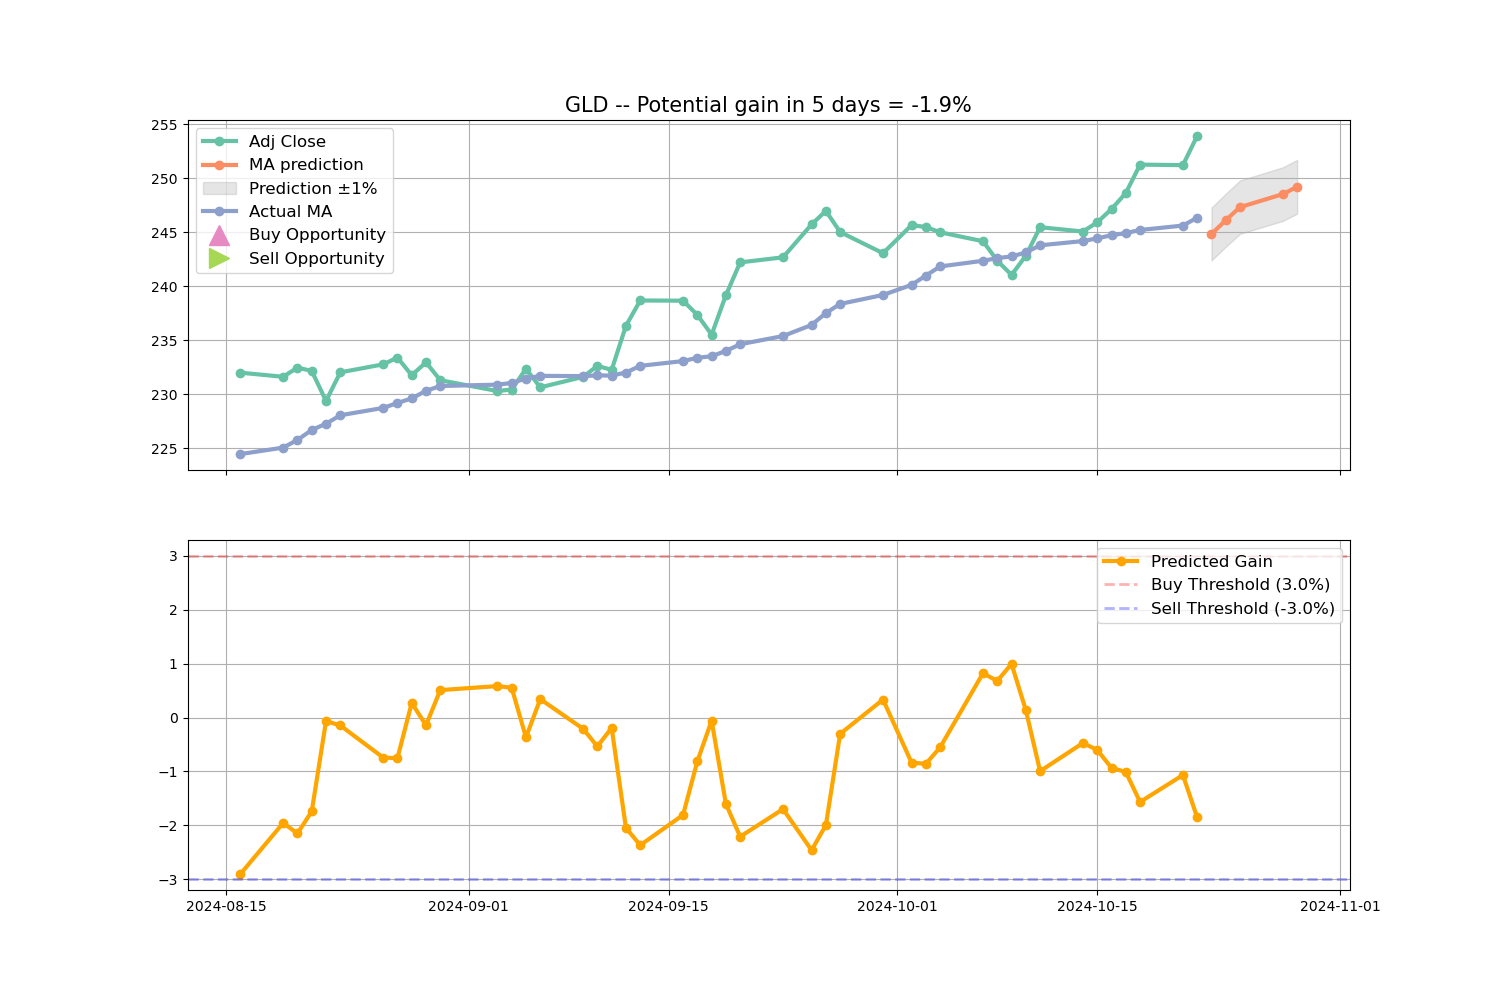 GLD -- Potential gain in 5 days = -1.9%
255
250
245
240
235
230
225
Adj Close
MA prediction
Prediction ±1%
Actual MA
Buy Opportunity
Sell Opportunity
3
2
1
0
−1
−2
−3
Predicted Gain
Buy Threshold (3.0%)
Sell Threshold (-3.0%)
2024-08-15
2024-09-01
2024-09-15
2024-10-01
2024-10-15
2024-11-01